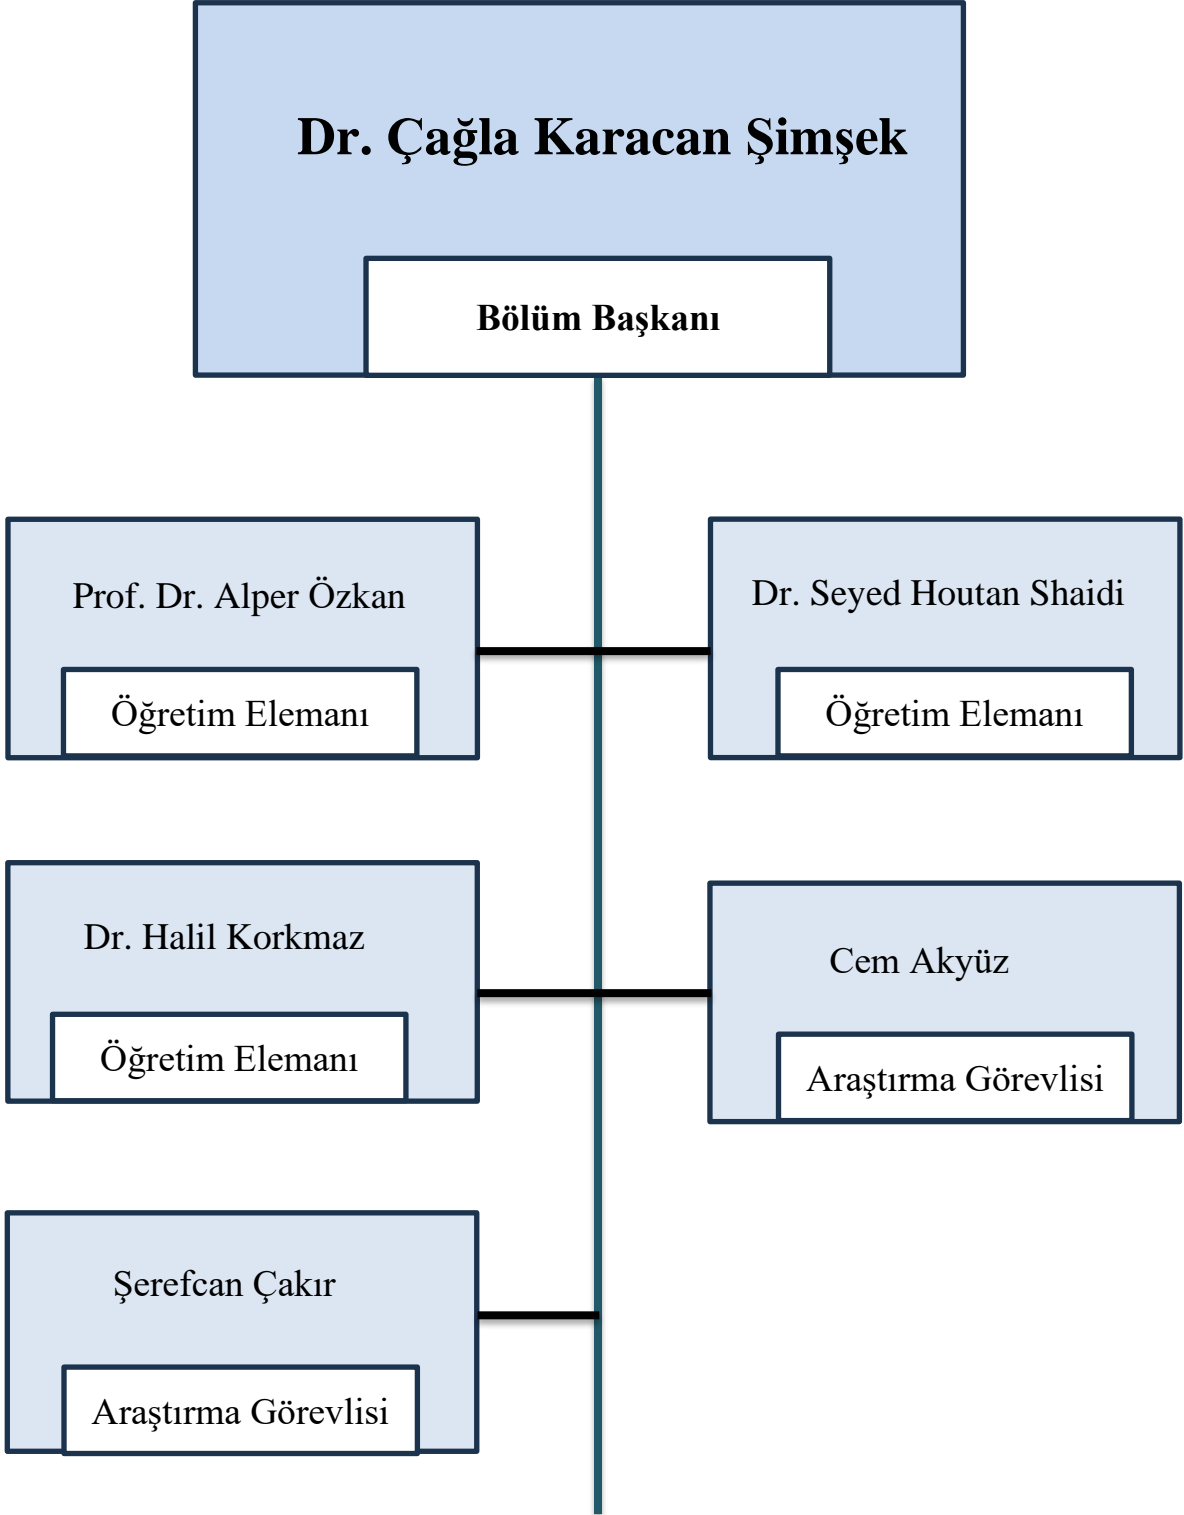 Dr. Çağla Karacan Şimşek
Bölüm Başkanı
Prof. Dr. Alper Özkan
Öğretim Elemanı
Dr. Seyed Houtan Shaidi
Öğretim Elemanı
Dr. Halil Korkmaz
Öğretim Elemanı
Cem Akyüz
Araştırma Görevlisi
Şerefcan Çakır
Araştırma Görevlisi